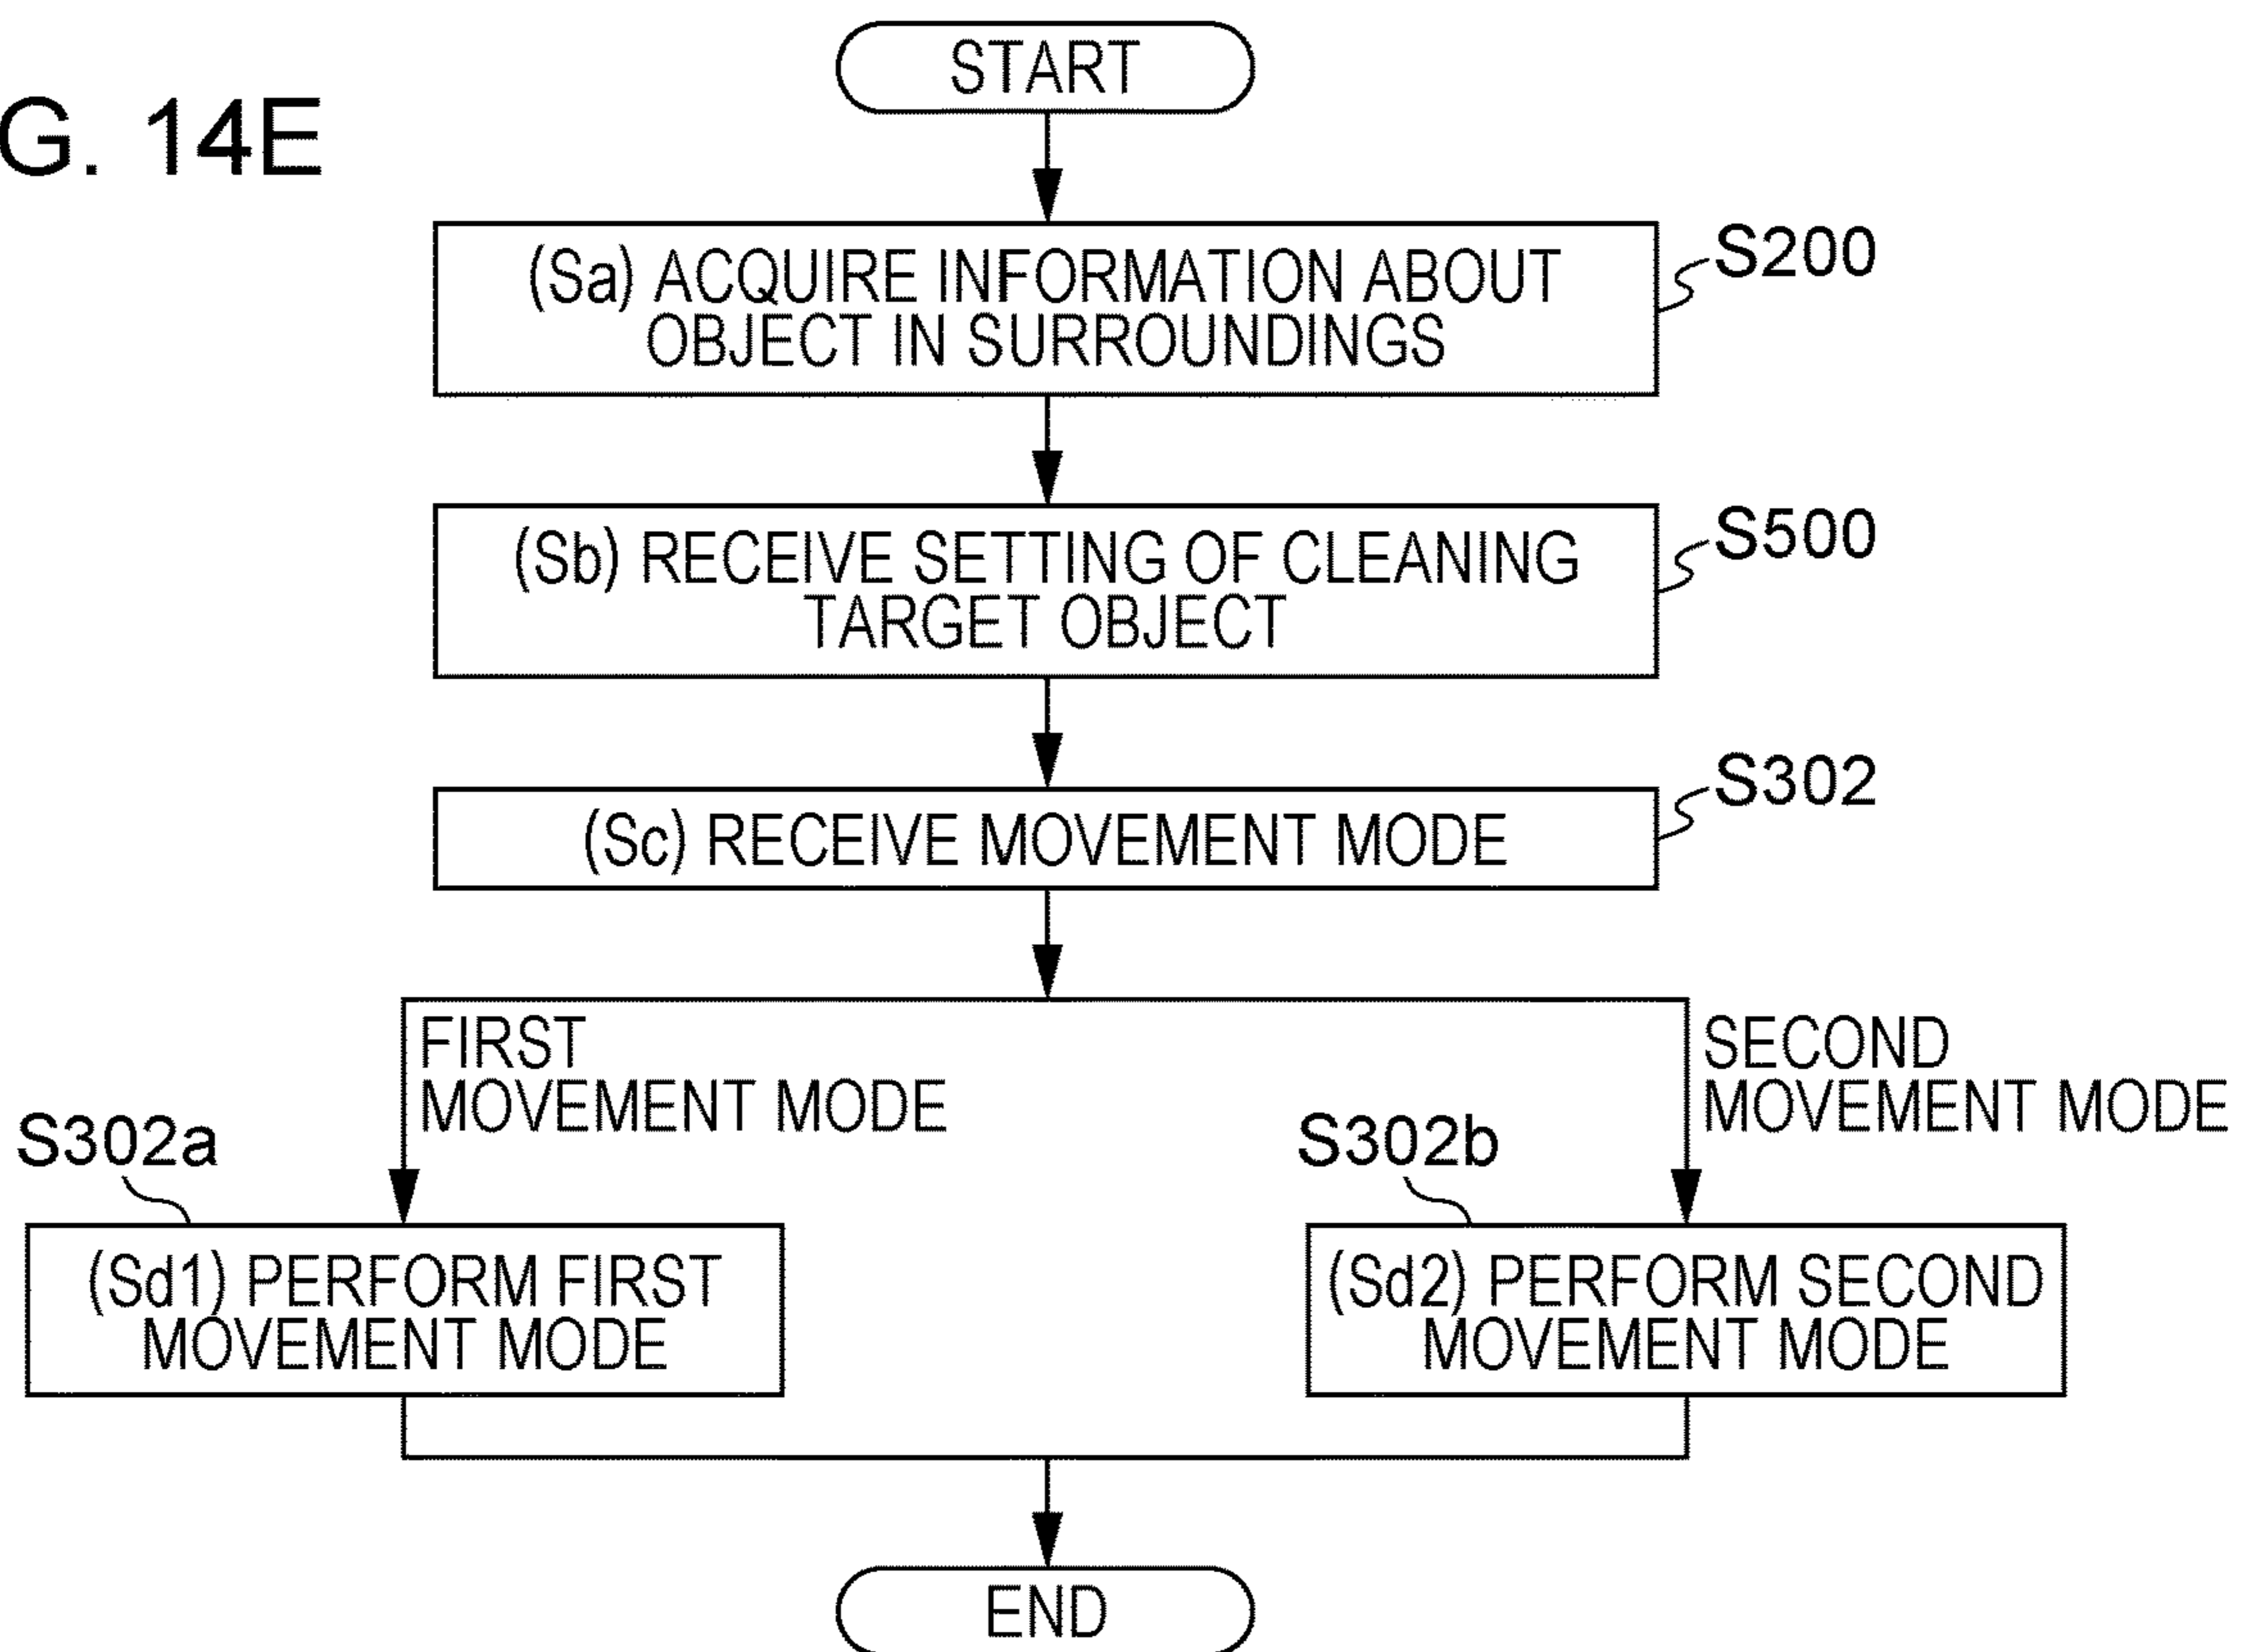 G. 14E
START
(Sa) ACQUIRE INFORMATION ABOUT
OBJECT IN SURROUNDINGS
S200
(Sb) RECEIVE SETTING OF CLEANING
TARGET OBJECT
S500
(Sc) RECEIVE MOVEMENT MODE
S302
FIRST
MOVEMENT MODE
SECOND
MOVEMENT MODE
S302a
S302b
(Sd1) PERFORM FIRST
MOVEMENT MODE
(Sd2) PERFORM SECOND
MOVEMENT MODE
END